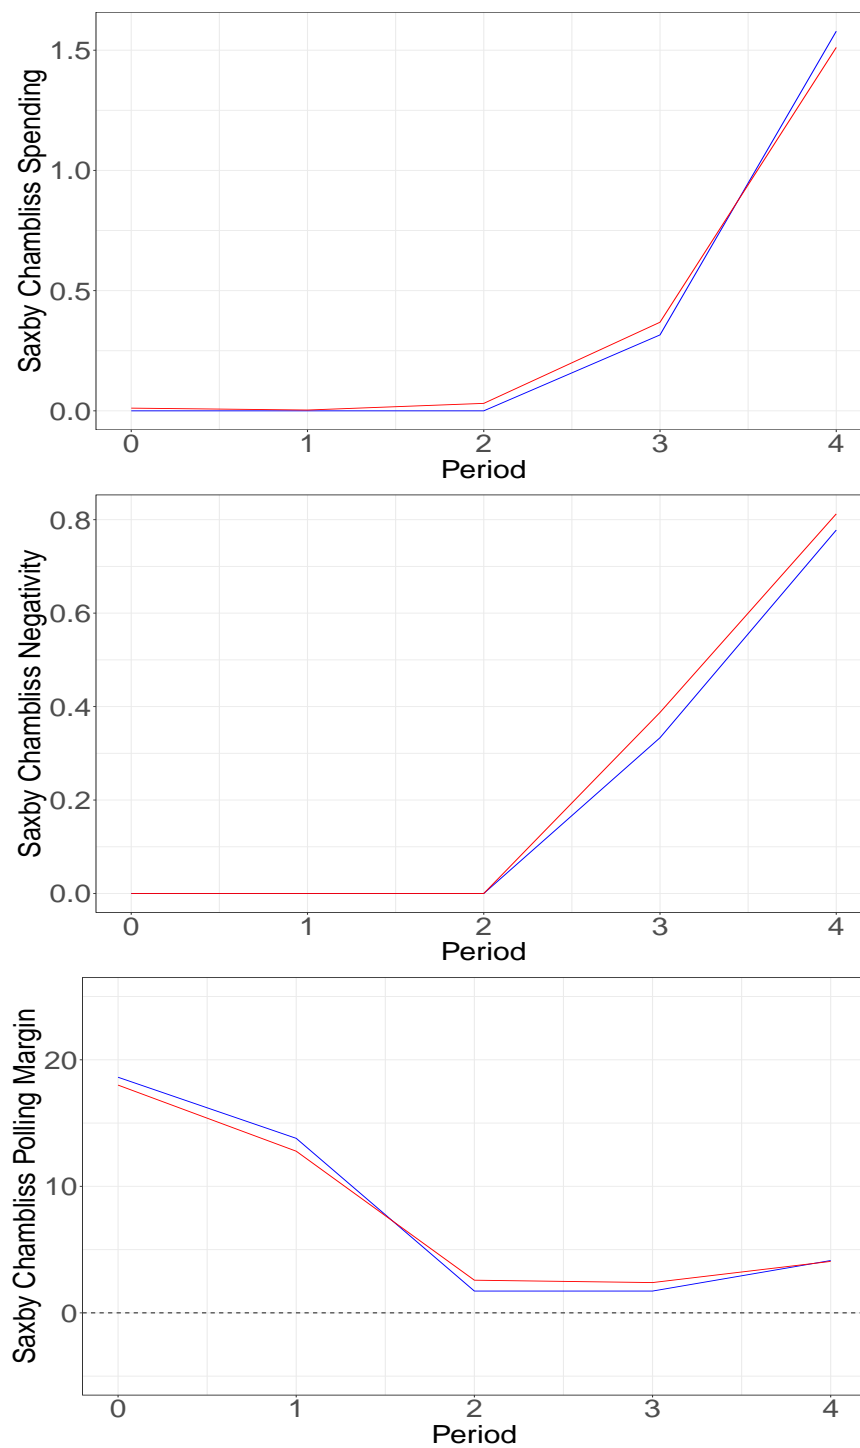 Saxby Chambliss Spending
1.5
1.0
0.5
0.0
0 1 2 3 4
Period
Saxby Chambliss Negativity
0.8
0.6
0.4
0.2
0.0
0 1 2 3 4
Period
Saxby Chambliss Polling Margin
20
10
0
0 1 2 3 4
Period